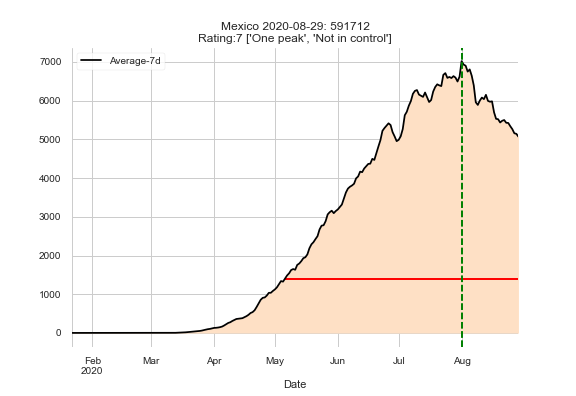 Mexico 2020-08-29: 591712
Rating:7 ['One peak', 'Not in control']
Average-7d
7000
6000
5000
4000
3000
2000
1000
0
Feb Mar Apr May Jun Jul Aug
2020
Date